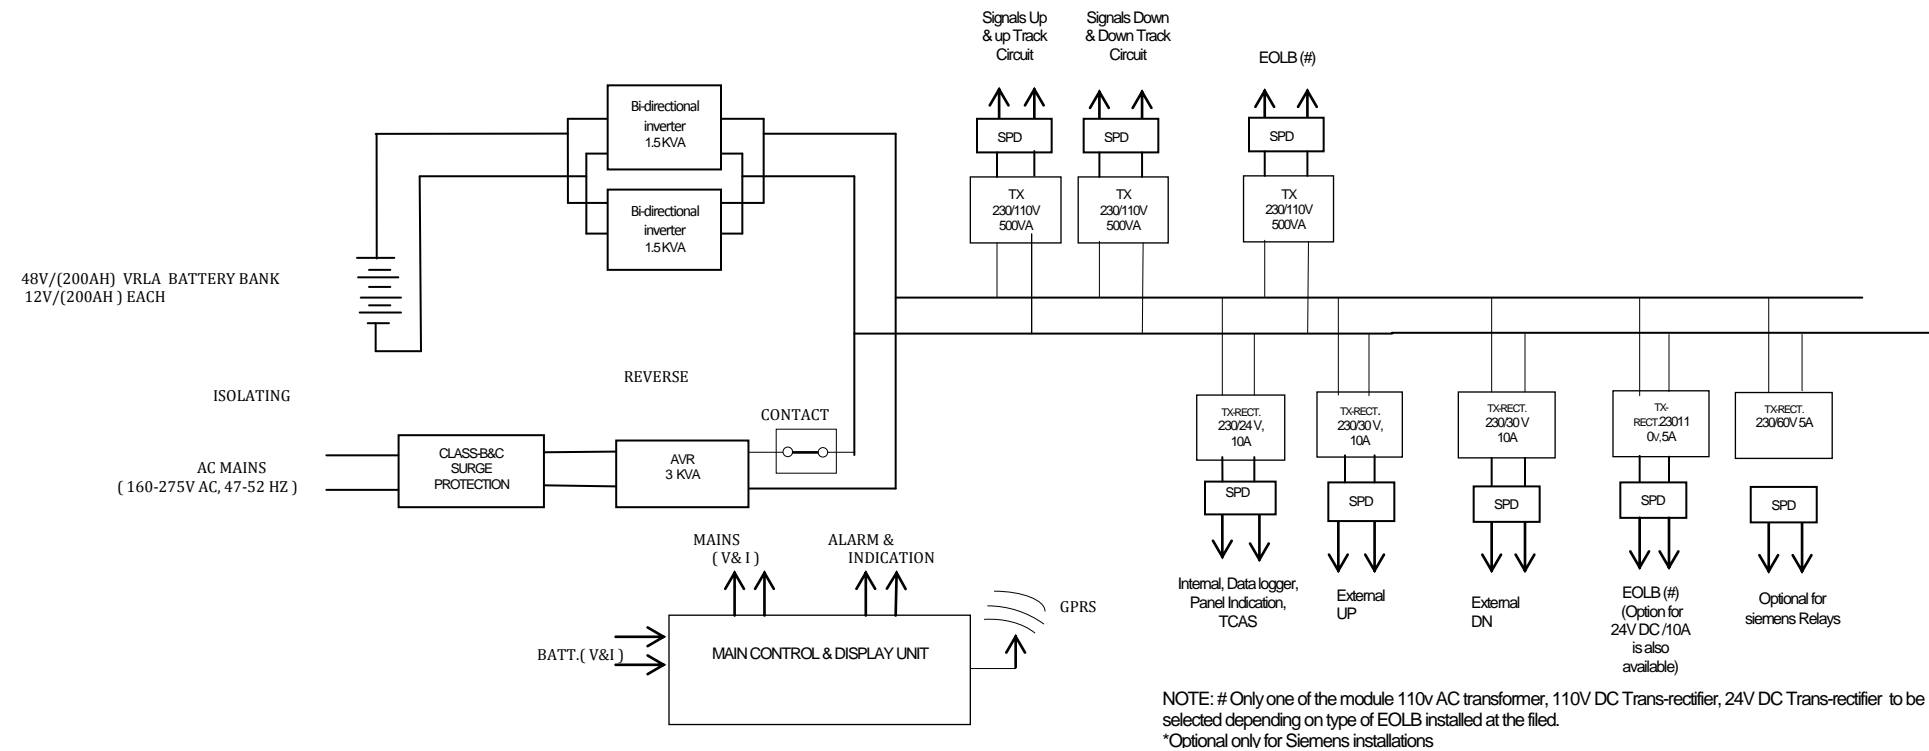 Signals Up
& up Track
Circuit
Signals Down
& Down Track
Circuit
EOLB (#)
Bi-directional
inverter
1.5 KVA
SPD
SPD
SPD
TX
230/110V
500VA
TX
230/110V
500VA
TX
230/110V
500VA
Bi-directional
inverter
1.5 KVA
48V/(200AH) VRLA BATTERY BANK
12V/(200AH ) EACH
ISOLATING
REVERSE
CONTACT
AC MAINS
( 160-275V AC, 47-52 HZ )
CLASS-B&C
SURGE
PROTECTION
AVR
3 KVA
TX-RECT.
230/24 V,
10A
TX-RECT.
230/30 V,
10A
TX-RECT.
230/30 V
10A
TX-
RECT.23011
0v,5A
TX-RECT.
230/60V 5A
SPD
SPD
SPD
SPD
SPD
MAINS
( V& I )
ALARM &
INDICATION
GPRS
BATT.( V&I )
MAIN CONTROL & DISPLAY UNIT
Internal, Data logger,
Panel Indication,
TCAS
External
UP
External
DN
EOLB (#)
(Option for
24V DC /10A
is also
available)
Optional for
siemens Relays
NOTE: # Only one of the module 110v AC transformer, 110V DC Trans-rectifier, 24V DC Trans-rectifier to be
selected depending on type of EOLB installed at the filed.
*Optional only for Siemens installations